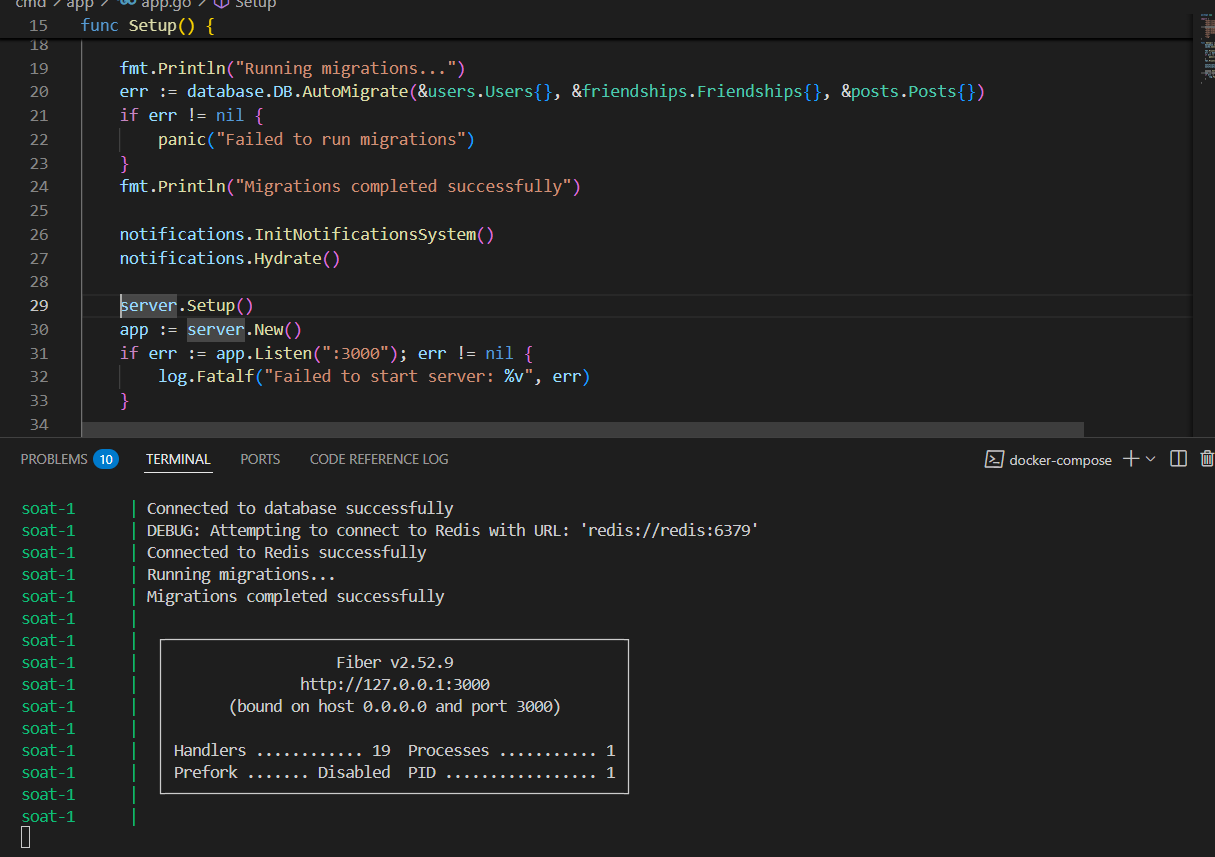 cmd > app > app.go > Setup
15 func Setup() {
18
19 fmt.Println("Running migrations...")
20 err := database.DB.AutoMigrate(&users.Users{}, &friendships.Friendships{}, &posts.Posts{})
21 if err != nil {
22 panic("Failed to run migrations")
23 }
24 fmt.Println("Migrations completed successfully")
25
26 notifications.InitNotificationsSystem()
27 notifications.Hydrate()
28
29 server.Setup()
30 app := server.New()
31 if err := app.Listen(":3000"); err != nil {
32 log.Fatalf("Failed to start server: %v", err)
33 }
34
PROBLEMS 10 TERMINAL PORTS CODE REFERENCE LOG docker-compose
soat-1 | Connected to database successfully
soat-1 | DEBUG: Attempting to connect to Redis with URL: 'redis://redis:6379'
soat-1 | Connected to Redis successfully
soat-1 | Running migrations...
soat-1 | Migrations completed successfully
soat-1 |
soat-1 |
soat-1 | Fiber v2.52.9
soat-1 | http://127.0.0.1:3000
soat-1 | (bound on host 0.0.0.0 and port 3000)
soat-1 |
soat-1 | Handlers ............ 19 Processes ........... 1
soat-1 | Prefork ....... Disabled PID ................. 1
soat-1 |
soat-1 |